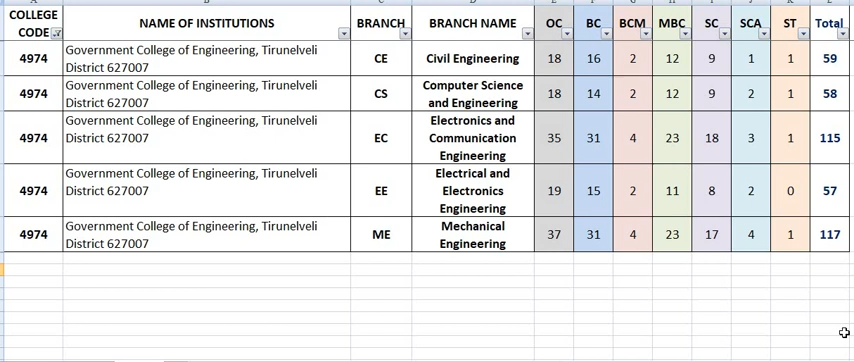 COLLEGE CODE NAME OF INSTITUTIONS BRANCH BRANCH NAME OC BC BCM MBC SC SCA ST Total
4974 Government College of Engineering, Tirunelveli District 627007 CE Civil Engineering 18 16 2 12 9 1 1 59
4974 Government College of Engineering, Tirunelveli District 627007 CS Computer Science and Engineering 18 14 2 12 9 2 1 58
4974 Government College of Engineering, Tirunelveli District 627007 EC Electronics and Communication Engineering 35 31 4 23 18 3 1 115
4974 Government College of Engineering, Tirunelveli District 627007 EE Electrical and Electronics Engineering 19 15 2 11 8 2 0 57
4974 Government College of Engineering, Tirunelveli District 627007 ME Mechanical Engineering 37 31 4 23 17 4 1 117